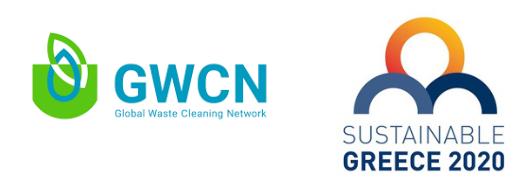 GWCN
Global Waste Cleaning Network
SUSTAINABLE
GREECE 2020